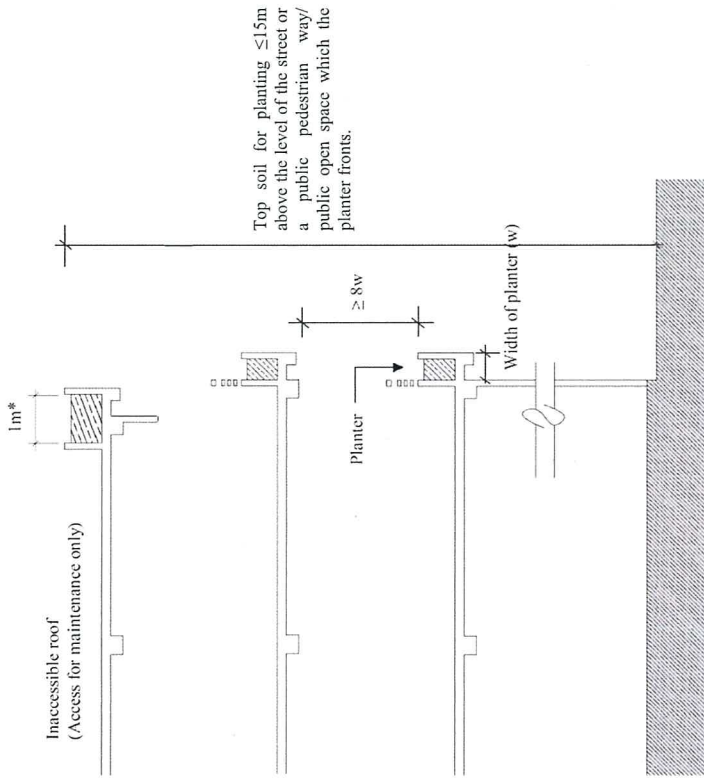 1m*
Inaccessible roof
(Access for maintenance only)
Top soil for planting ≤15m
above the level of the street or
a public pedestrian way/
public open space which the
planter fronts.
≥ 8w
Planter
Width of planter (w)